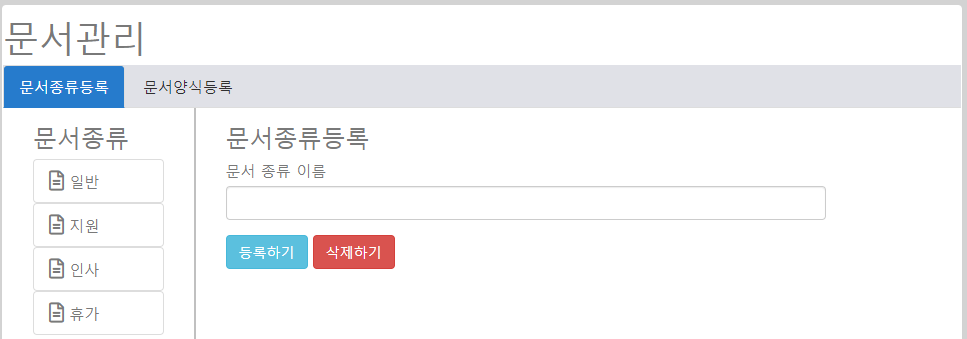 문서관리
문서종류등록 문서양식등록
문서종류
일반
지원
인사
휴가
문서종류등록
문서 종류 이름
등록하기 삭제하기